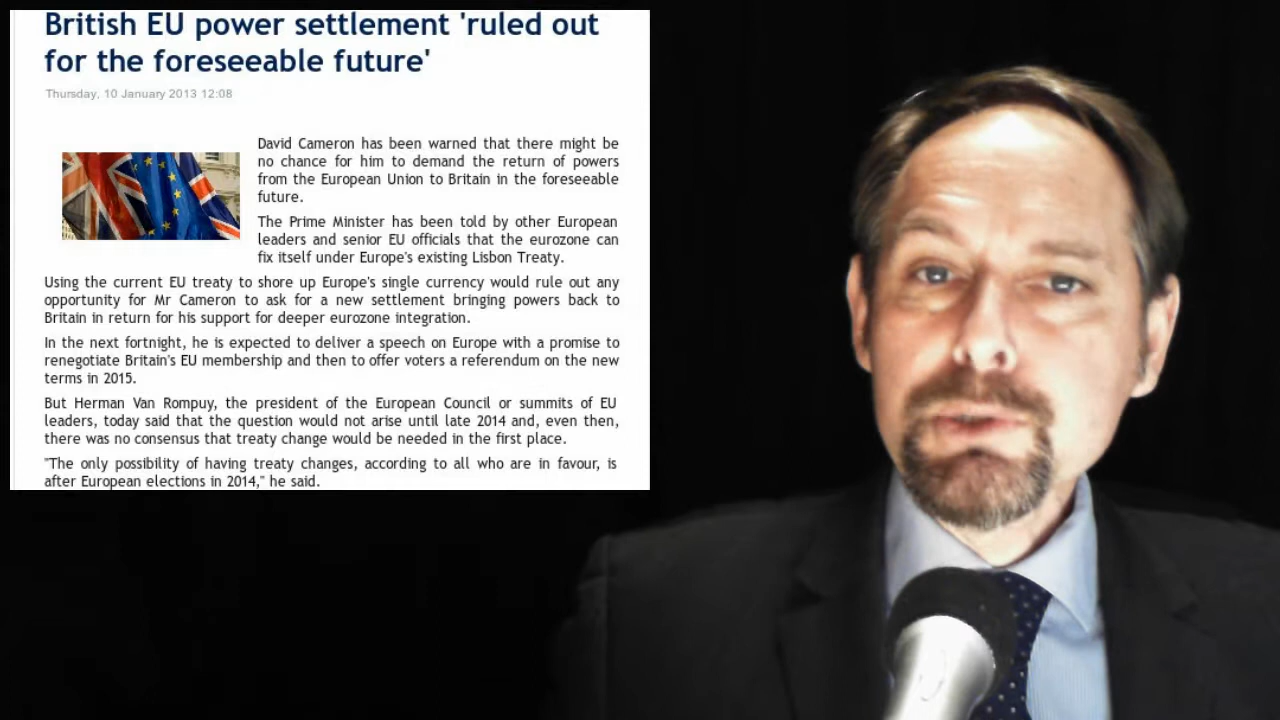 British EU power settlement 'ruled out
for the foreseeable future'
Thursday, 10 January 2013 12:08
David Cameron has been warned that there might be
no chance for him to demand the return of powers
from the European Union to Britain in the foreseeable
future.
The Prime Minister has been told by other European
leaders and senior EU officials that the eurozone can
fix itself under Europe's existing Lisbon Treaty.
Using the current EU treaty to shore up Europe's single currency would rule out any
opportunity for Mr Cameron to ask for a new settlement bringing powers back to
Britain in return for his support for deeper eurozone integration.
In the next fortnight, he is expected to deliver a speech on Europe with a promise to
renegotiate Britain's EU membership and then to offer voters a referendum on the new
terms in 2015.
But Herman Van Rompuy, the president of the European Council or summits of EU
leaders, today said that the question would not arise until late 2014 and, even then,
there was no consensus that treaty change would be needed in the first place.
"The only possibility of having treaty changes, according to all who are in favour, is
after European elections in 2014," he said.